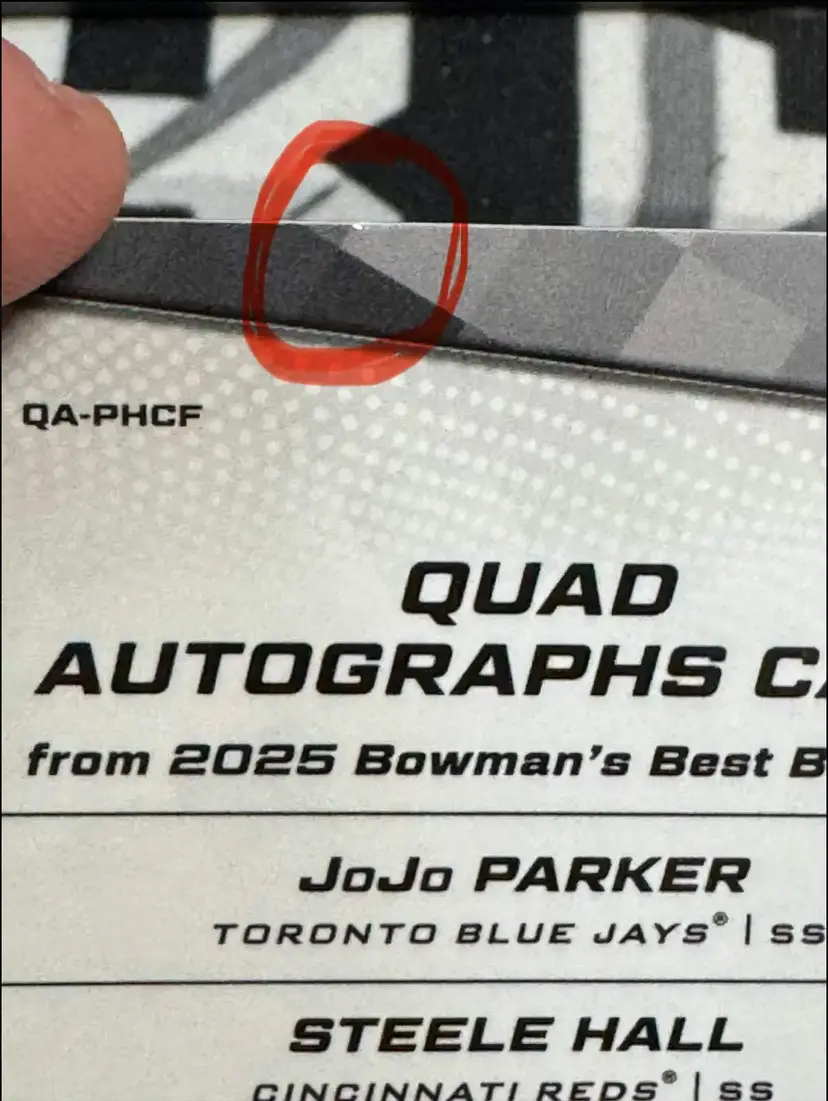 QA-PHCF
QUAD
AUTOGRAPHS
from 2025 Bowman's Best
JoJo PARKER
TORONTO BLUE JAYS® | SS
STEELE HALL
CINCINNATI REDS® | SS